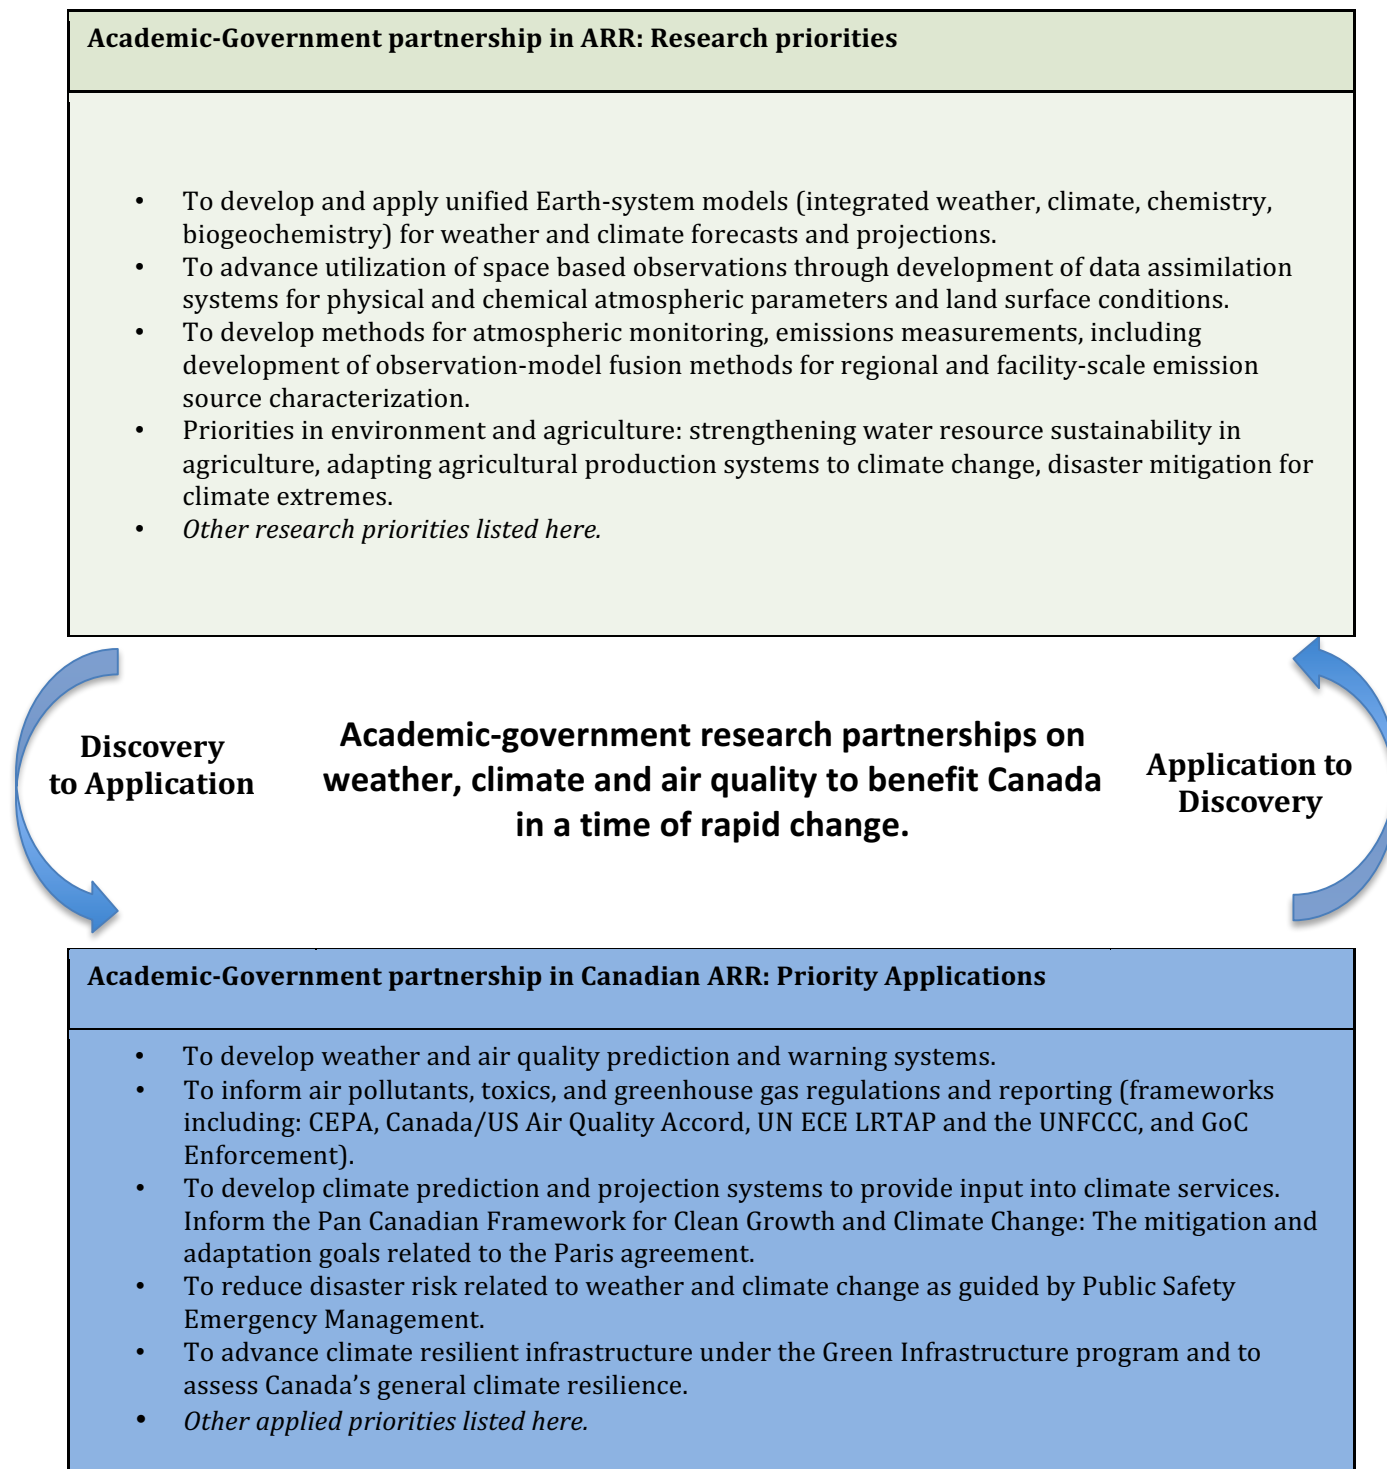 Academic-Government partnership in ARR: Research priorities
• To develop and apply unified Earth-system models (integrated weather, climate, chemistry,
biogeochemistry) for weather and climate forecasts and projections.
• To advance utilization of space based observations through development of data assimilation
systems for physical and chemical atmospheric parameters and land surface conditions.
• To develop methods for atmospheric monitoring, emissions measurements, including
development of observation-model fusion methods for regional and facility-scale emission
source characterization.
• Priorities in environment and agriculture: strengthening water resource sustainability in
agriculture, adapting agricultural production systems to climate change, disaster mitigation for
climate extremes.
• Other research priorities listed here.
Discovery
to Application
Academic-government research partnerships on
weather, climate and air quality to benefit Canada
in a time of rapid change.
Application to
Discovery
Academic-Government partnership in Canadian ARR: Priority Applications
• To develop weather and air quality prediction and warning systems.
• To inform air pollutants, toxics, and greenhouse gas regulations and reporting (frameworks
including: CEPA, Canada/US Air Quality Accord, UN ECE LRTAP and the UNFCCC, and GoC
Enforcement).
• To develop climate prediction and projection systems to provide input into climate services.
Inform the Pan Canadian Framework for Clean Growth and Climate Change: The mitigation and
adaptation goals related to the Paris agreement.
• To reduce disaster risk related to weather and climate change as guided by Public Safety
Emergency Management.
• To advance climate resilient infrastructure under the Green Infrastructure program and to
assess Canada’s general climate resilience.
• Other applied priorities listed here.